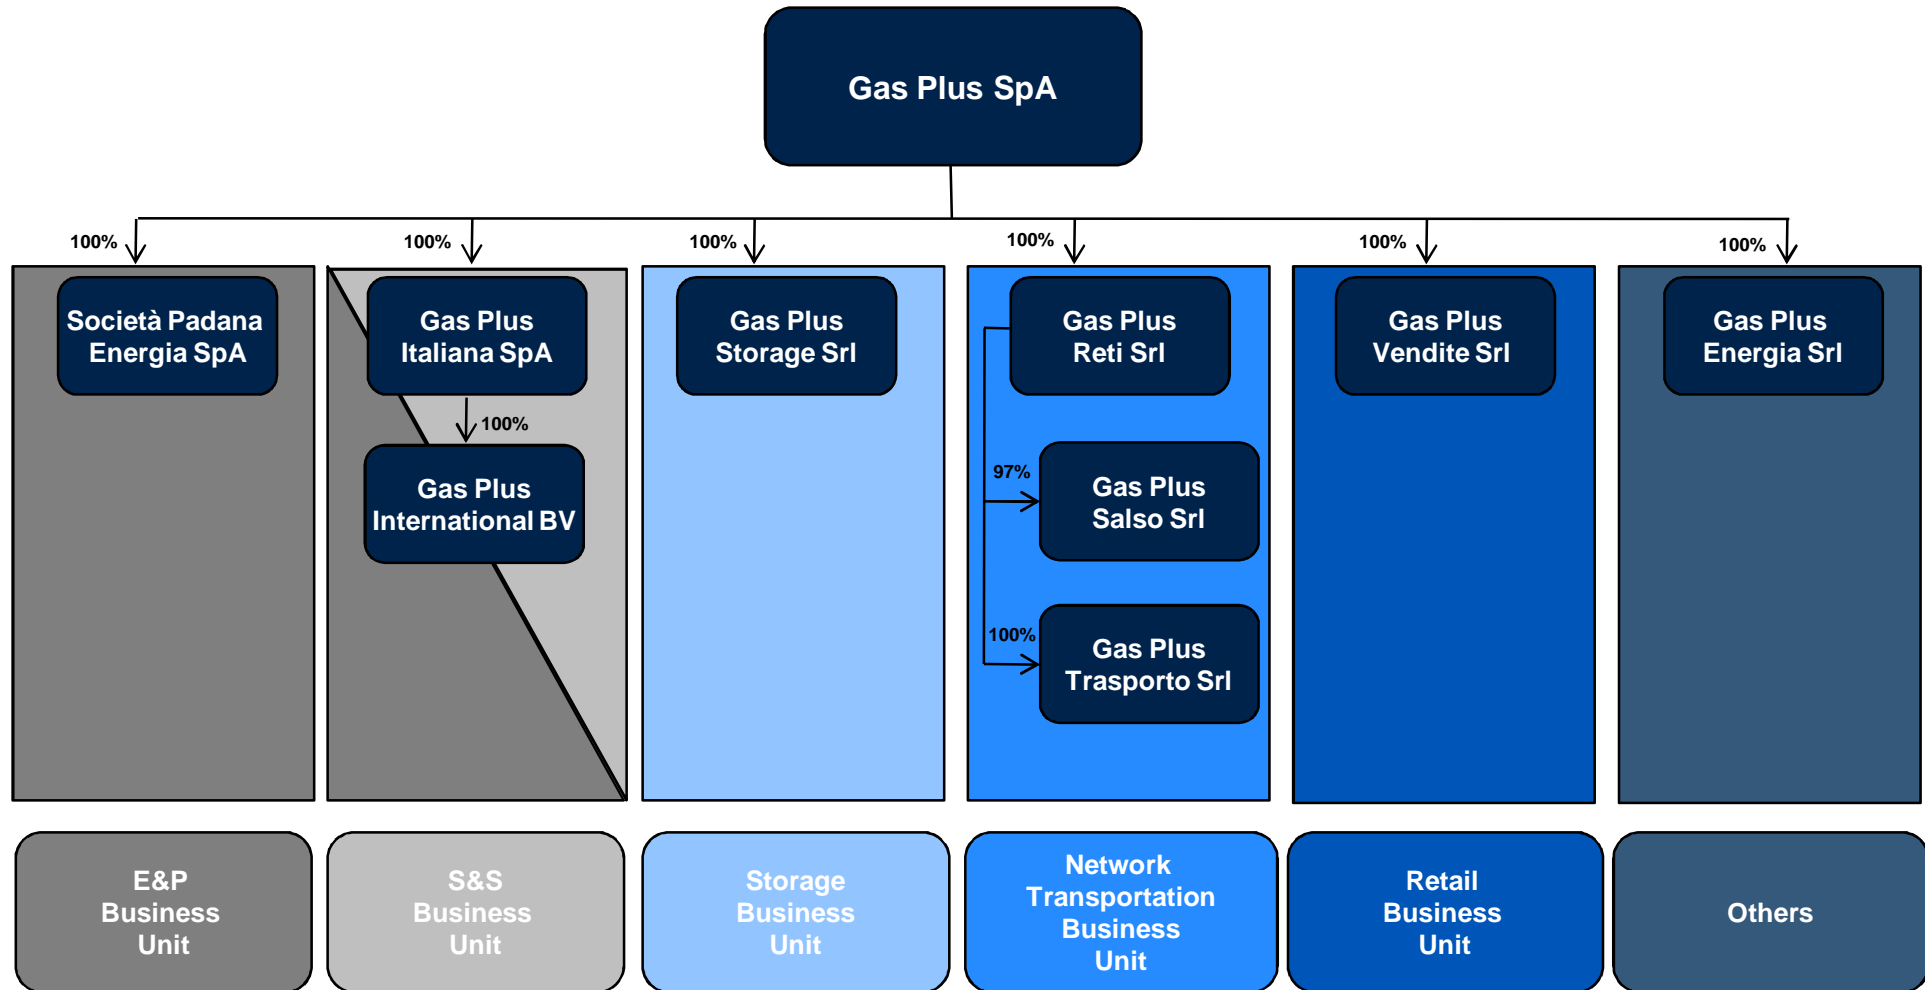 Gas Plus SpA
100%
100%
100%
100%
100%
100%
Società Padana
Energia SpA
Gas Plus
Italiana SpA
100%
Gas Plus
International BV
Gas Plus
Storage Srl
Gas Plus
Reti Srl
97%
Gas Plus
Salso Srl
100%
Gas Plus
Trasporto Srl
Gas Plus
Vendite Srl
Gas Plus
Energia Srl
E&P
Business
Unit
S&S
Business
Unit
Storage
Business
Unit
Network
Transportation
Business
Unit
Retail
Business
Unit
Others